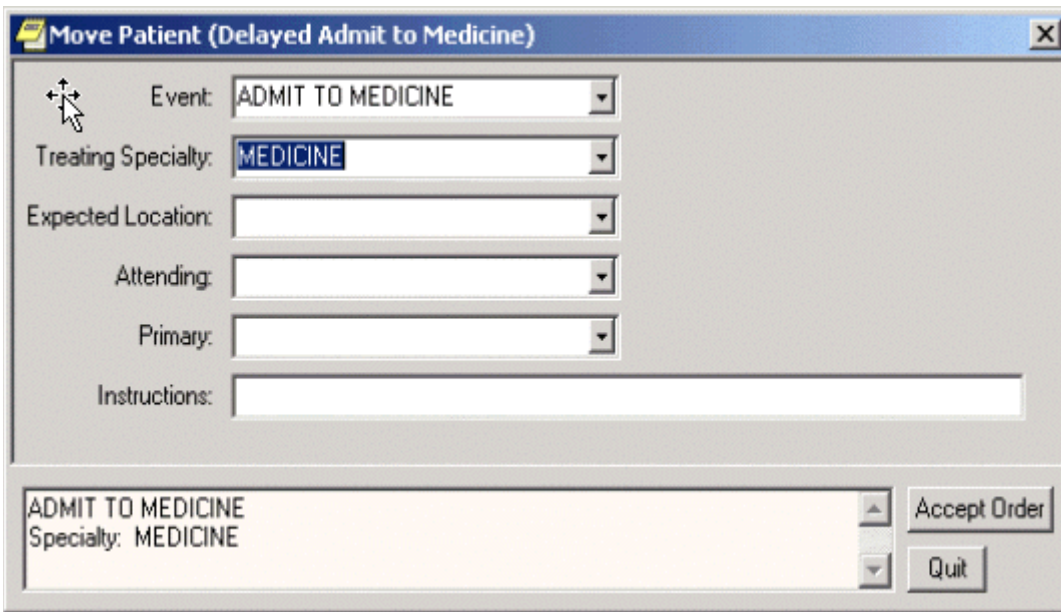 Move Patient (Delayed Admit to Medicine)
Event: ADMIT TO MEDICINE
Treating Specialty: MEDICINE
Expected Location:
Attending:
Primary:
Instructions:
ADMIT TO MEDICINE
Specialty: MEDICINE
Accept Order
Quit